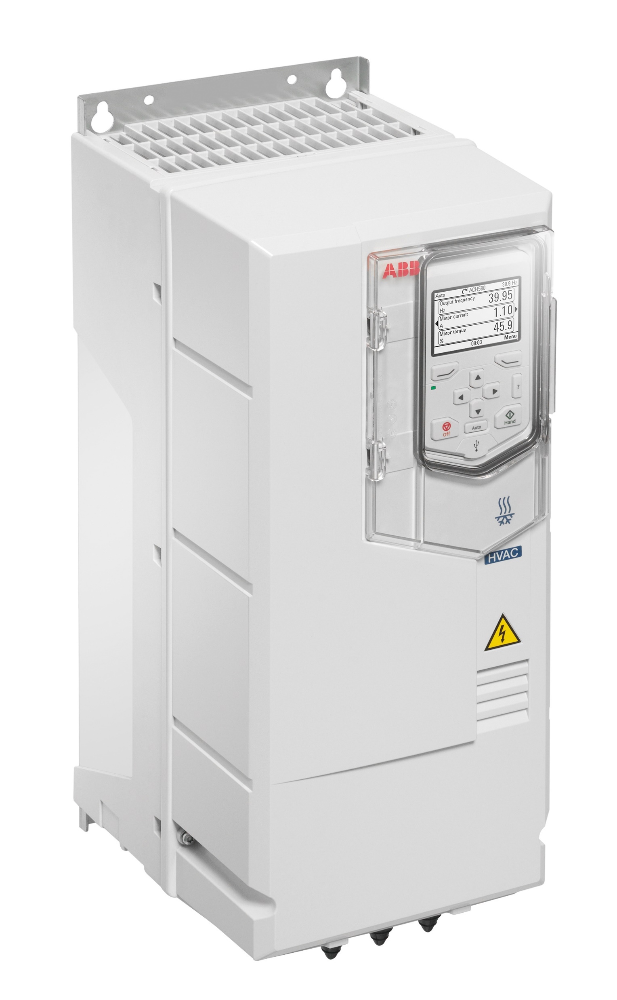 ABB
Auto ACH580 39.9 Hz
Output frequency 39.95
Hz
Motor current 1.10
A
Motor torque 45.9
%
09:03 Menu
?
Off Auto Hand
HVAC